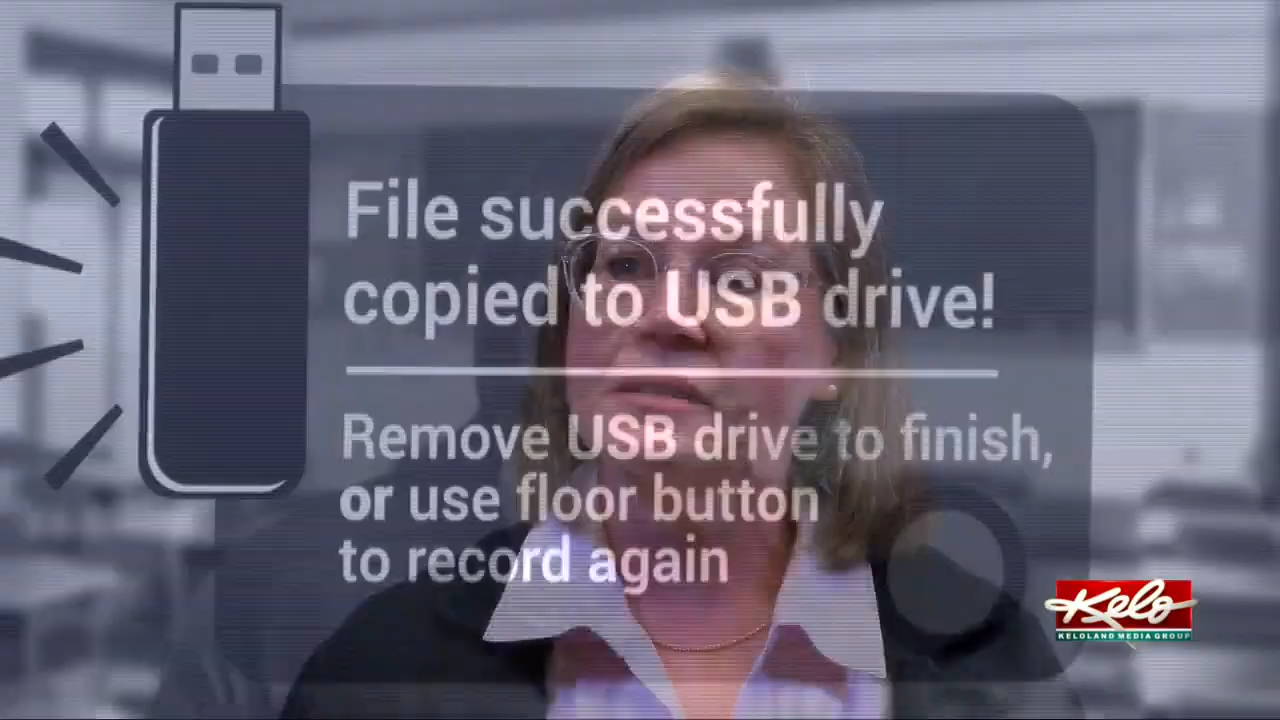 File successfully
copied to USB drive!
Remove USB drive to finish,
or use floor button
to record again
Kelo
KELOLAND MEDIA GROUP